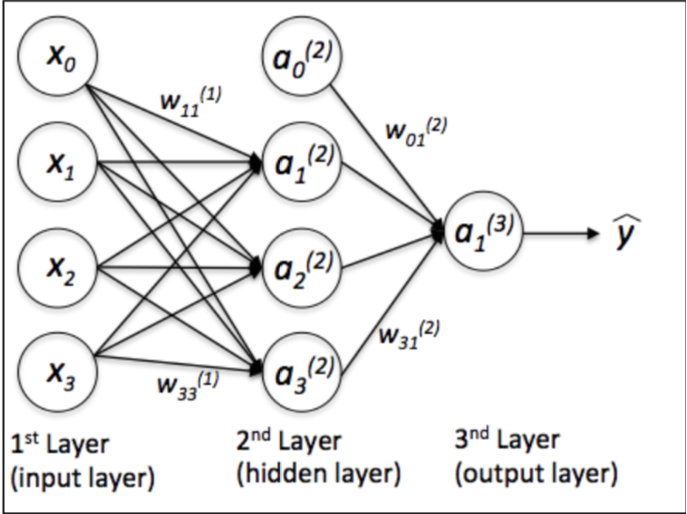 x₀
a₀⁽²⁾
w₁₁⁽¹⁾
w₀₁⁽²⁾
x₁
a₁⁽²⁾
a₁⁽³⁾
ŷ
x₂
a₂⁽²⁾
w₃₁⁽²⁾
x₃
w₃₃⁽¹⁾
a₃⁽²⁾
1ˢᵗ Layer
(input layer)
2ⁿᵈ Layer
(hidden layer)
3ⁿᵈ Layer
(output layer)